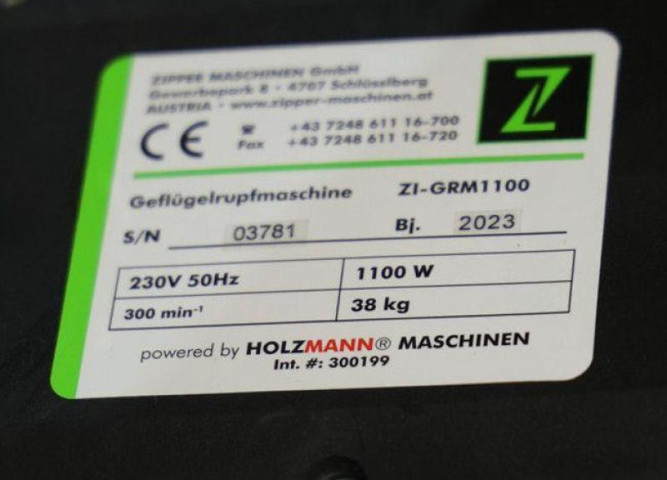 ZIPPER MASCHINEN GmbH
Gewerbepark 8 - 4707 Schlüsslberg
AUSTRIA - www.zipper-maschinen.at
CE ☎ +43 7248 611 16-700
Fax +43 7248 611 16-720
Z
Geflügelrupfmaschine ZI-GRM1100
S/N 03781 Bj. 2023
230V 50Hz 1100 W
300 min⁻¹ 38 kg
powered by HOLZMANN® MASCHINEN
Int. #: 300199